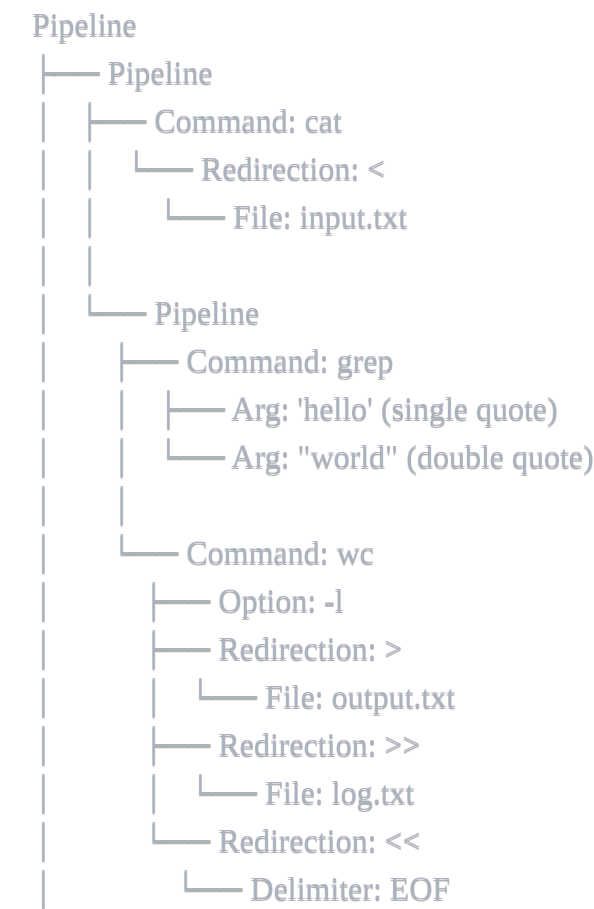 Pipeline
├── Pipeline
│   ├── Command: cat
│   │   └── Redirection: <
│   │       └── File: input.txt
│   │
│   └── Pipeline
│       ├── Command: grep
│       │   ├── Arg: 'hello' (single quote)
│       │   └── Arg: "world" (double quote)
│       │
│       └── Command: wc
│           ├── Option: -l
│           ├── Redirection: >
│           │   └── File: output.txt
│           ├── Redirection: >>
│           │   └── File: log.txt
│           └── Redirection: <<
│               └── Delimiter: EOF